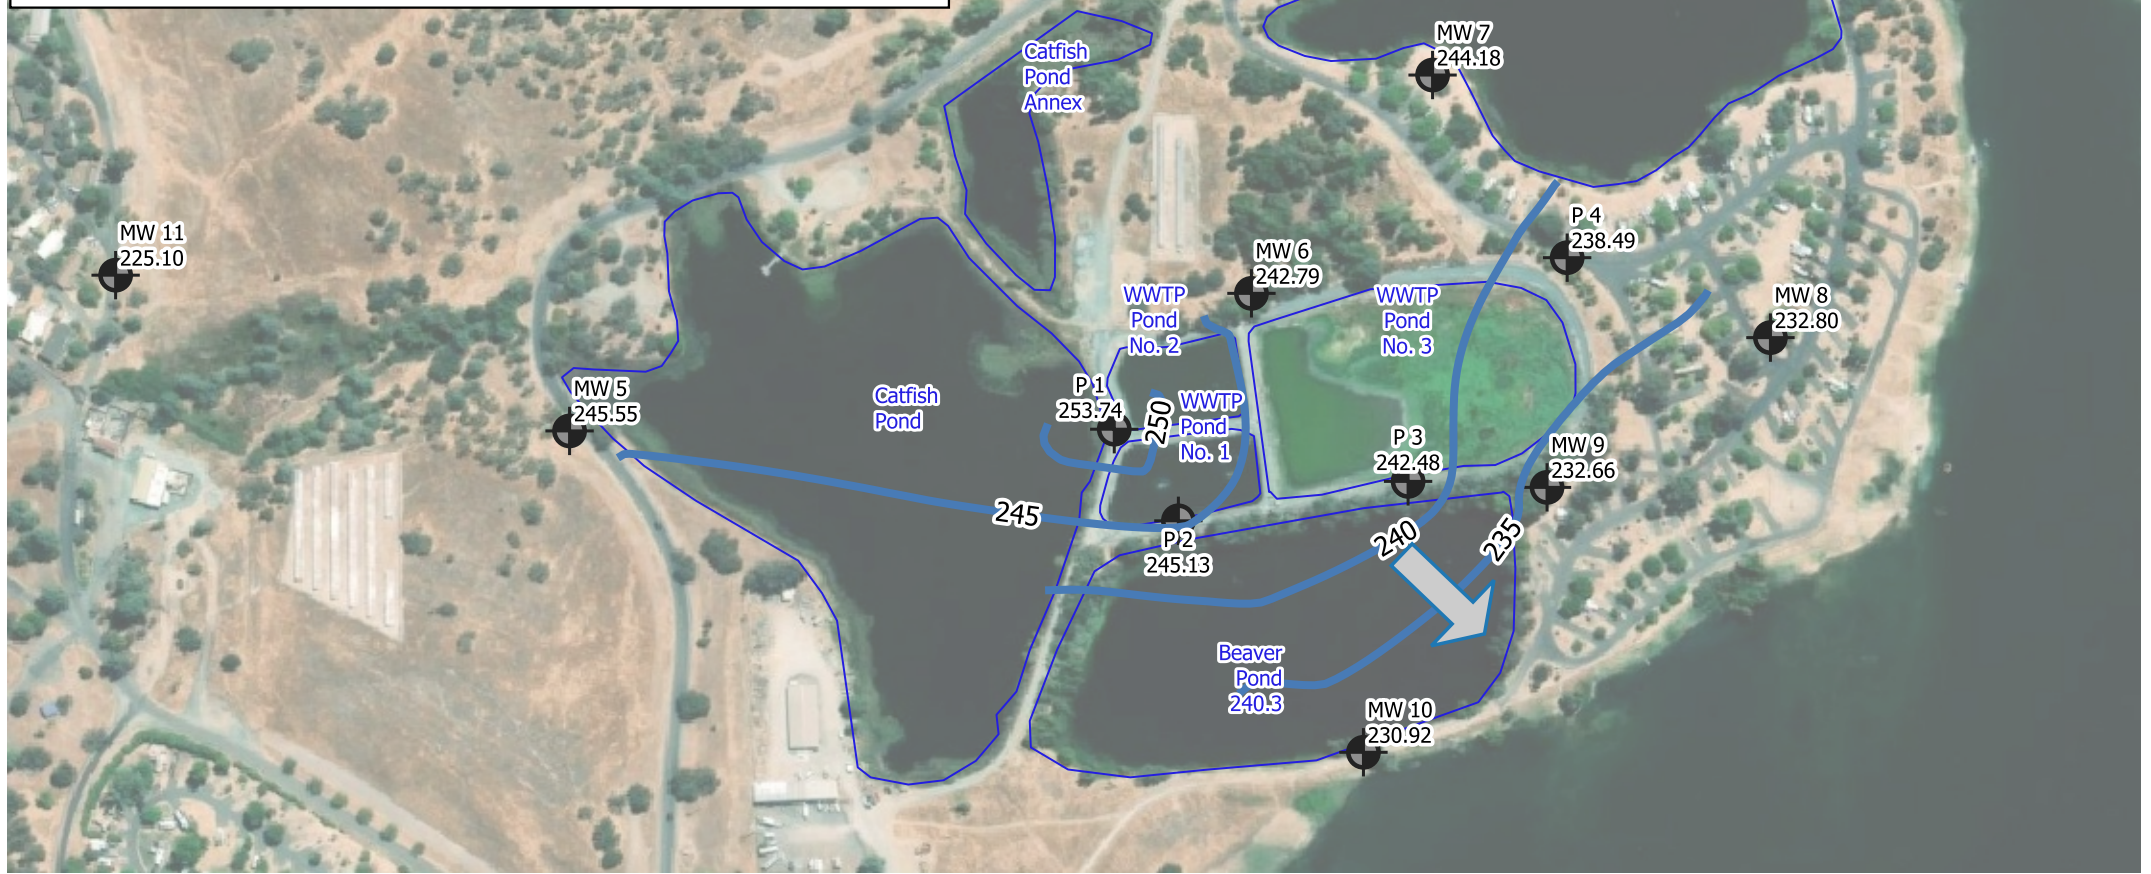 Catfish
Pond
Annex
MW 7
244.18
MW 11
225.10
P 4
238.49
MW 6
242.79
WWTP
Pond
No. 2
WWTP
Pond
No. 3
MW 8
232.80
MW 5
245.55
Catfish
Pond
P 1
253.74
250
WWTP
Pond
No. 1
P 3
242.48
MW 9
232.66
245
P 2
245.13
240
235
Beaver
Pond
240.3
MW 10
230.92